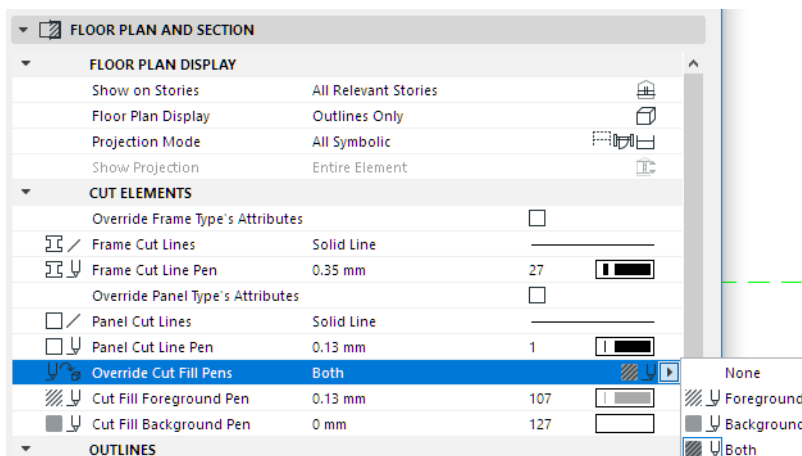 FLOOR PLAN AND SECTION
FLOOR PLAN DISPLAY
Show on Stories All Relevant Stories
Floor Plan Display Outlines Only
Projection Mode All Symbolic
Show Projection Entire Element
CUT ELEMENTS
Override Frame Type's Attributes
Frame Cut Lines Solid Line
Frame Cut Line Pen 0.35 mm 27
Override Panel Type's Attributes
Panel Cut Lines Solid Line
Panel Cut Line Pen 0.13 mm 1
Override Cut Fill Pens Both None
Cut Fill Foreground Pen 0.13 mm 107 Foreground
Cut Fill Background Pen 0 mm 127 Background
OUTLINES Both